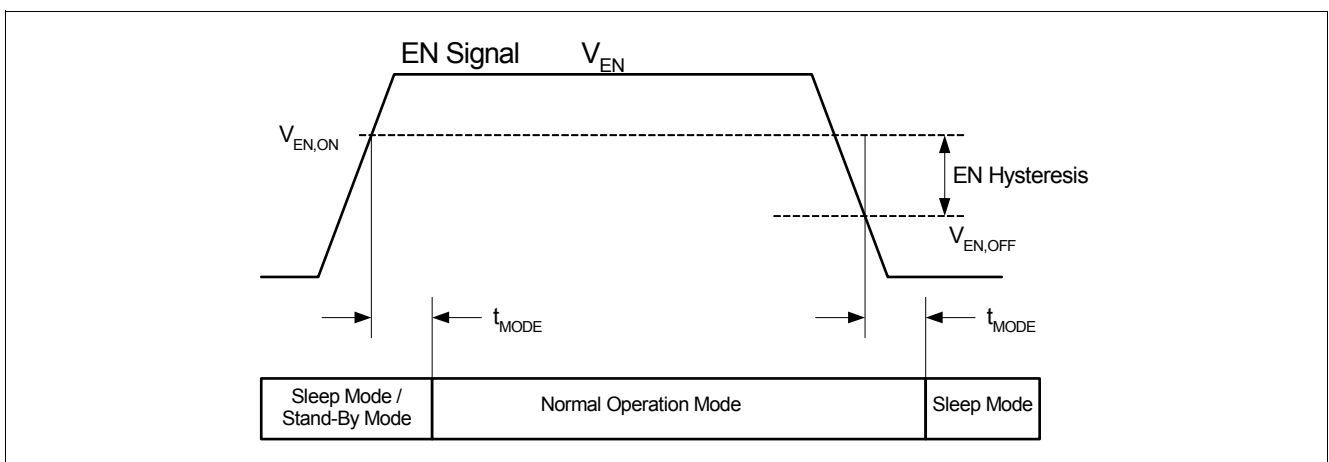 EN Signal V_EN
V_EN,ON
EN Hysteresis
V_EN,OFF
t_MODE
t_MODE
Sleep Mode /
Stand-By Mode
Normal Operation Mode
Sleep Mode